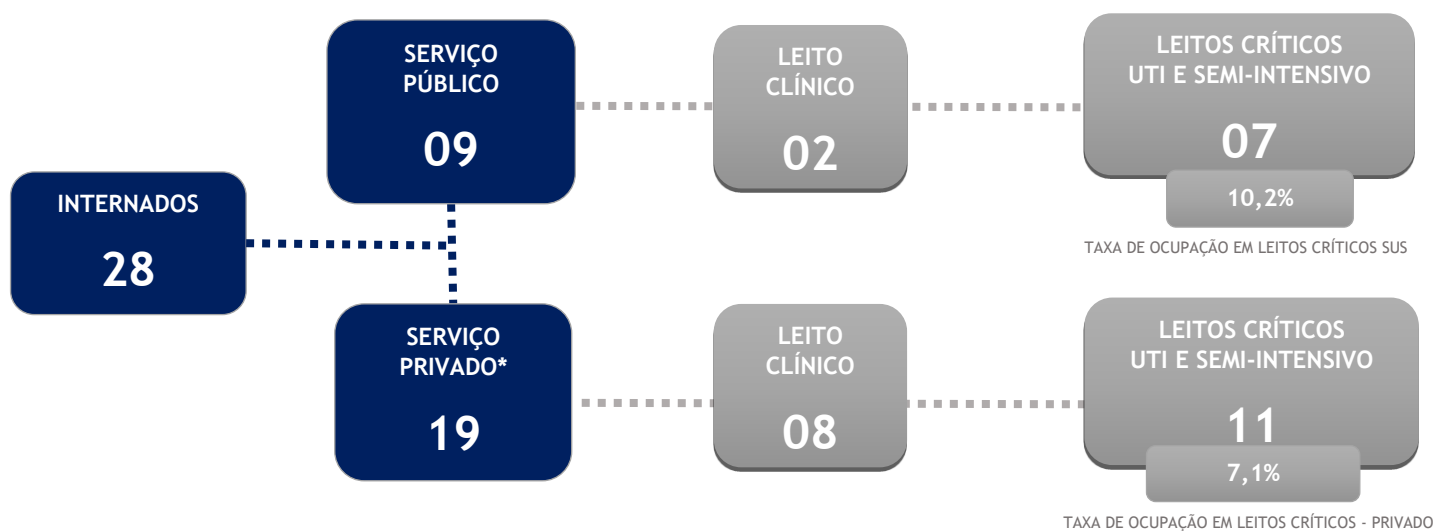 INTERNADOS
28
SERVIÇO
PÚBLICO
09
LEITO
CLÍNICO
02
LEITOS CRÍTICOS
UTI E SEMI-INTENSIVO
07
10,2%
TAXA DE OCUPAÇÃO EM LEITOS CRÍTICOS SUS
SERVIÇO
PRIVADO*
19
LEITO
CLÍNICO
08
LEITOS CRÍTICOS
UTI E SEMI-INTENSIVO
11
7,1%
TAXA DE OCUPAÇÃO EM LEITOS CRÍTICOS - PRIVADO